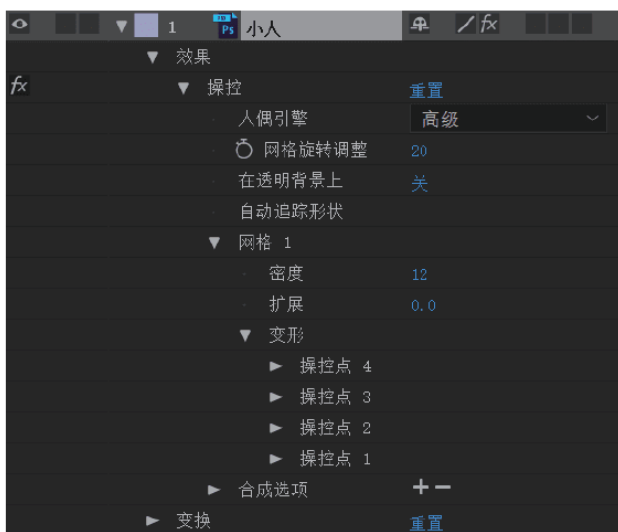 1 Ps 小人 fx
效果
fx 操控 重置
人偶引擎 高级
网格旋转调整 20
在透明背景上 关
自动追踪形状
网格 1
密度 12
扩展 0.0
变形
操控点 4
操控点 3
操控点 2
操控点 1
合成选项 +−
变换 重置